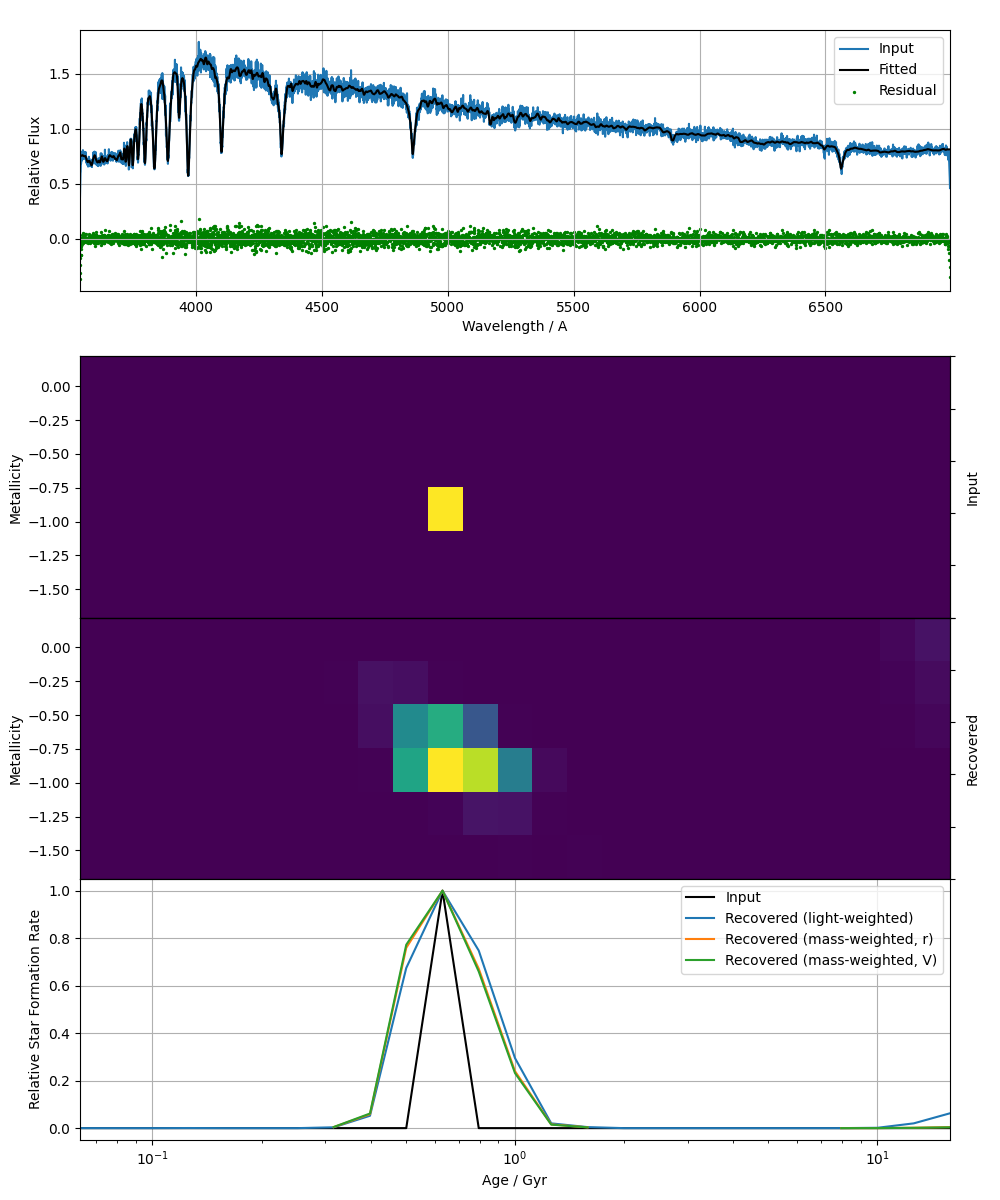 Input
Fitted
Residual
1.5
1.0
0.5
0.0
Relative Flux
4000 4500 5000 5500 6000 6500
Wavelength / A
0.00
−0.25
−0.50
−0.75
−1.00
−1.25
−1.50
Metallicity
Input
0.00
−0.25
−0.50
−0.75
−1.00
−1.25
−1.50
Metallicity
Recovered
1.0
0.8
0.6
0.4
0.2
0.0
Relative Star Formation Rate
Input
Recovered (light-weighted)
Recovered (mass-weighted, r)
Recovered (mass-weighted, V)
10⁻¹ 10⁰ 10¹
Age / Gyr